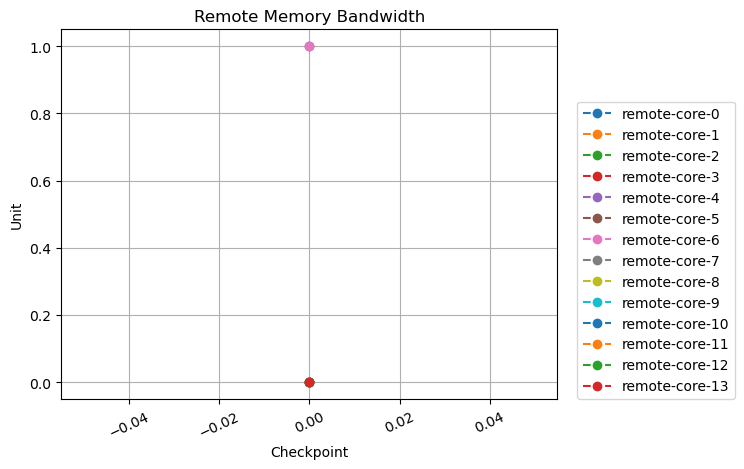 Remote Memory Bandwidth
1.0
0.8
0.6
0.4
0.2
0.0
Unit
−0.04
−0.02
0.00
0.02
0.04
Checkpoint
remote-core-0
remote-core-1
remote-core-2
remote-core-3
remote-core-4
remote-core-5
remote-core-6
remote-core-7
remote-core-8
remote-core-9
remote-core-10
remote-core-11
remote-core-12
remote-core-13